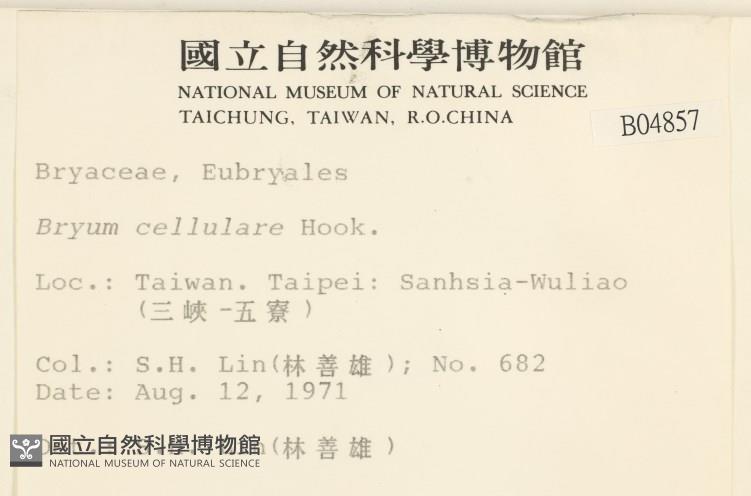 國立自然科學博物館
NATIONAL MUSEUM OF NATURAL SCIENCE
TAICHUNG, TAIWAN, R.O.CHINA
B04857
Bryaceae, Eubryales
Bryum cellulare Hook.
Loc.: Taiwan. Taipei: Sanhsia-Wuliao
(三峽-五寮)
Col.: S.H. Lin(林善雄); No. 682
Date: Aug. 12, 1971
(林善雄)
國立自然科學博物館
NATIONAL MUSEUM OF NATURAL SCIENCE